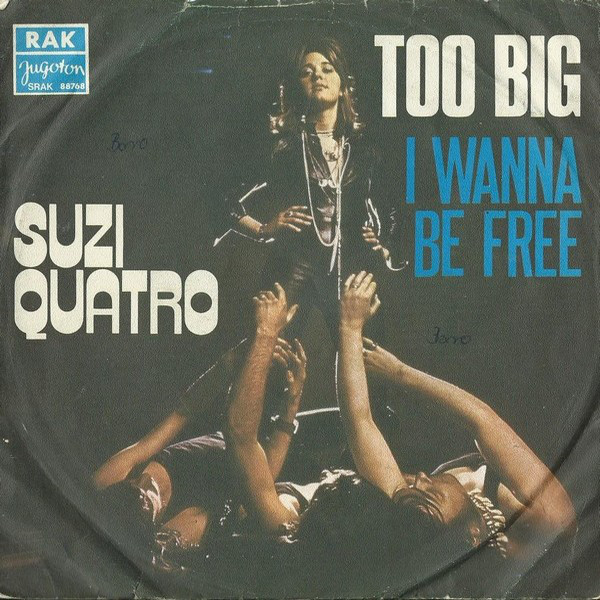 RAK
Jugoton
SRAK 88768
TOO BIG
I WANNA
BE FREE
SUZI
QUATRO